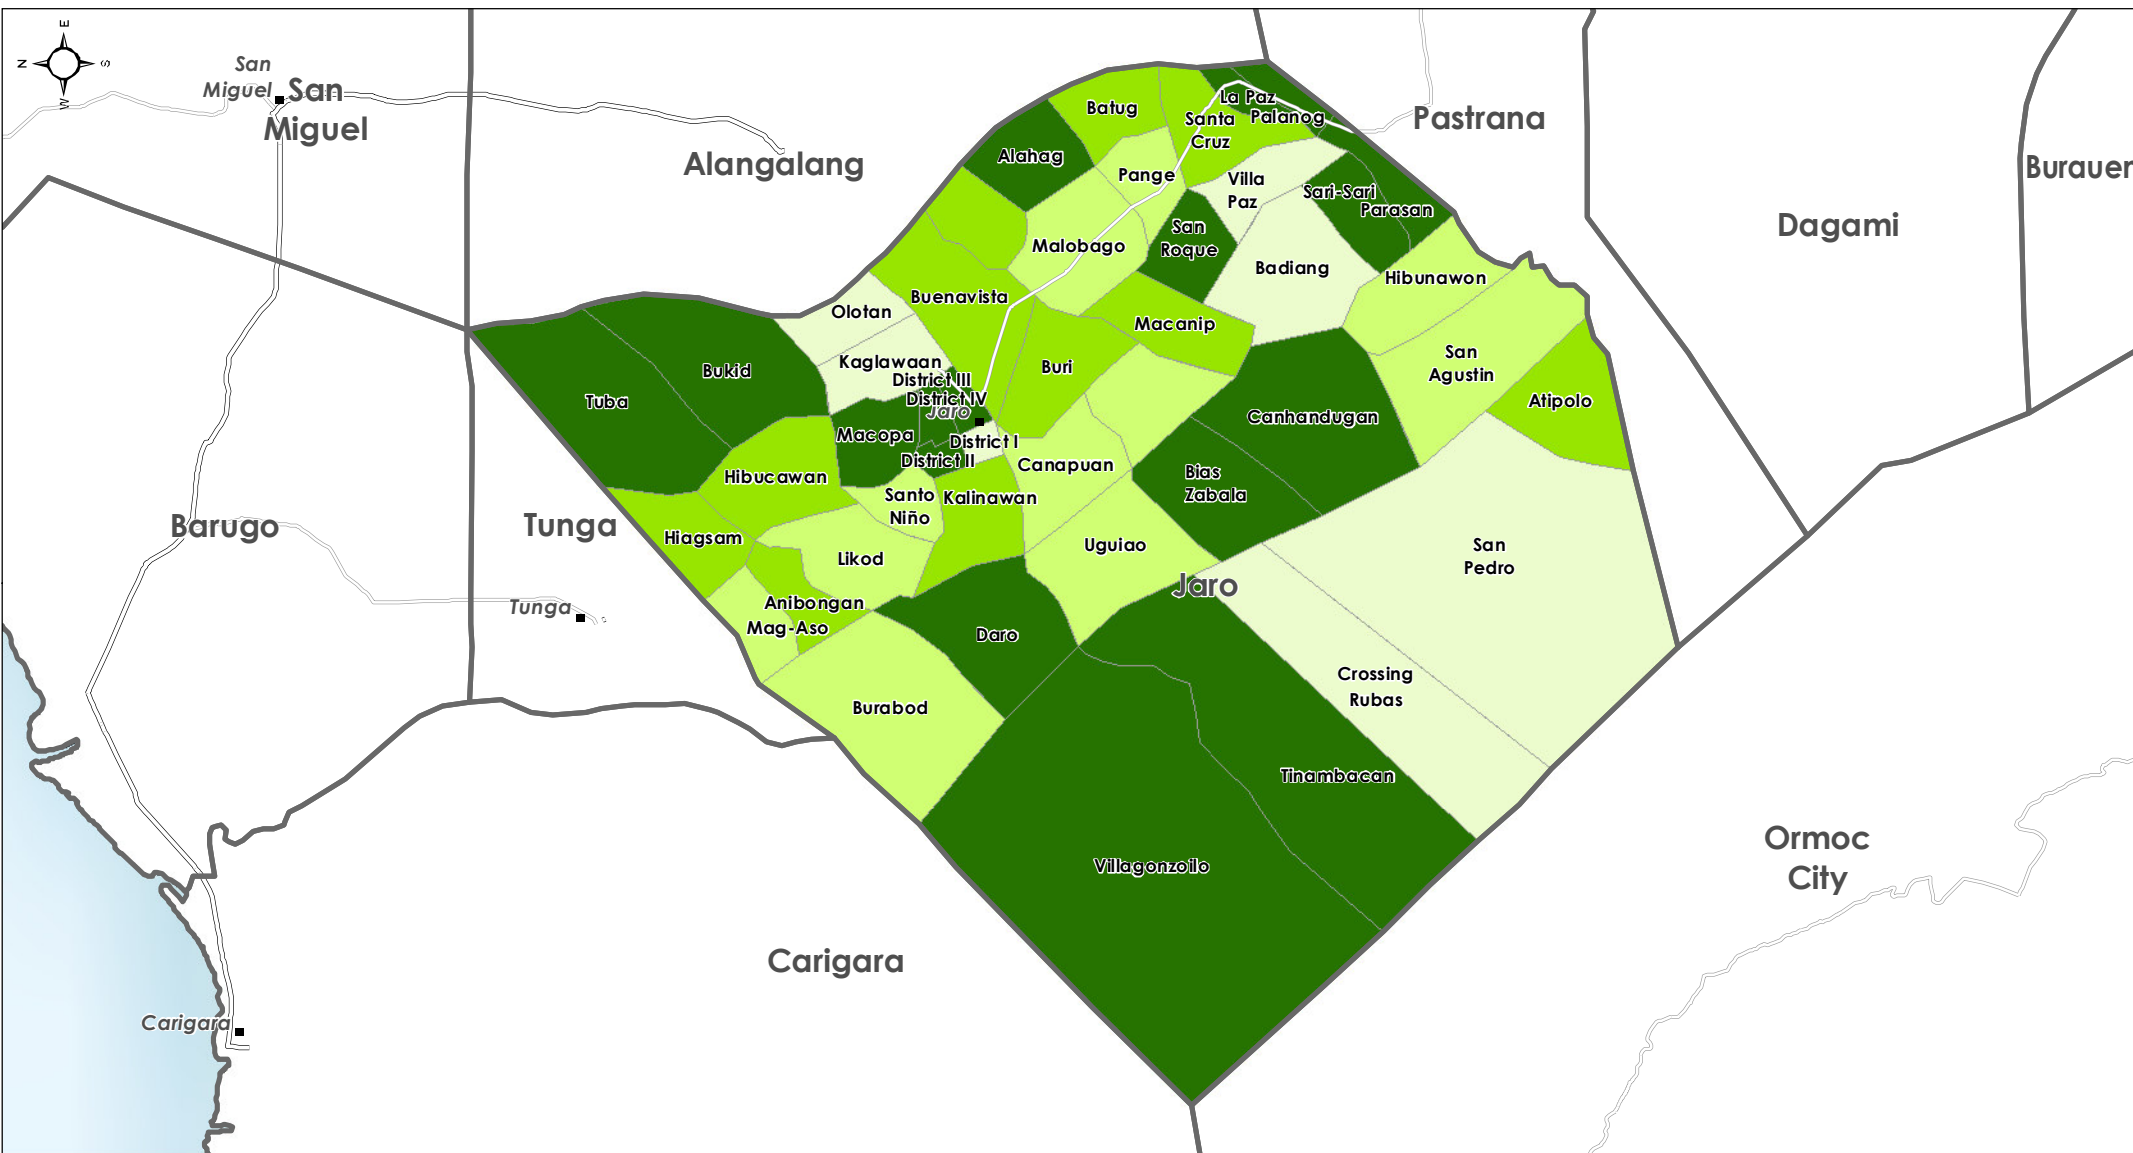 E
N
S
W
San
Miguel
San
Miguel
Alangalang
Pastrana
Burauen
Dagami
Batug
La Paz
Palanog
Santa
Cruz
Alahag
Pange
Villa
Paz
Sari-Sari
Parasan
San
Roque
Malobago
Badiang
Hibunawon
Buenavista
Olotan
Macanip
Kaglawaan
Buri
San
Agustin
Bukid
District III
District IV
Jaro
Tuba
Atipolo
Canhandugan
Macopa
District I
District II
Canapuan
Hibucawan
Bias
Zabala
Santo
Niño
Kalinawan
Barugo
Tunga
Hiagsam
Likod
Uguiao
San
Pedro
Jaro
Tunga
Anibongan
Mag-Aso
Daro
Crossing
Rubas
Burabod
Tinambacan
Villagonzoilo
Ormoc
City
Carigara
Carigara